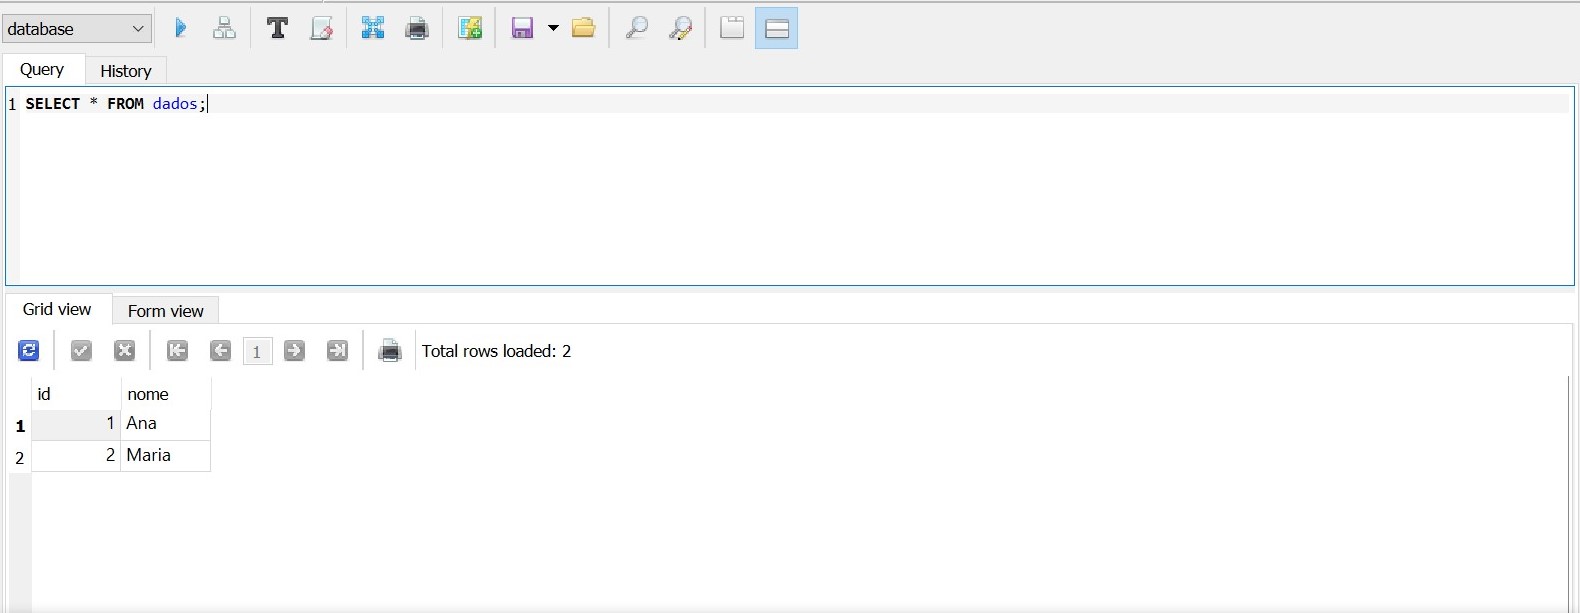 database
Query History
1 SELECT * FROM dados;
Grid view Form view
1 Total rows loaded: 2
id nome
1 1 Ana
2 2 Maria